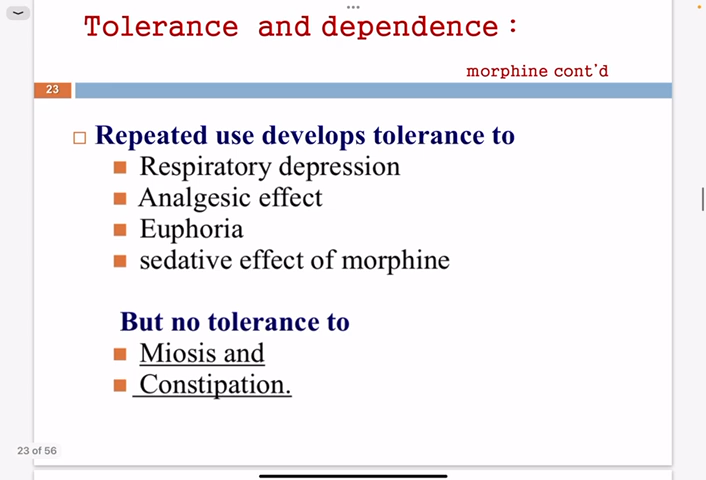 Tolerance and dependence :
morphine cont'd
23
Repeated use develops tolerance to
Respiratory depression
Analgesic effect
Euphoria
sedative effect of morphine
But no tolerance to
Miosis and
Constipation.
23 of 56